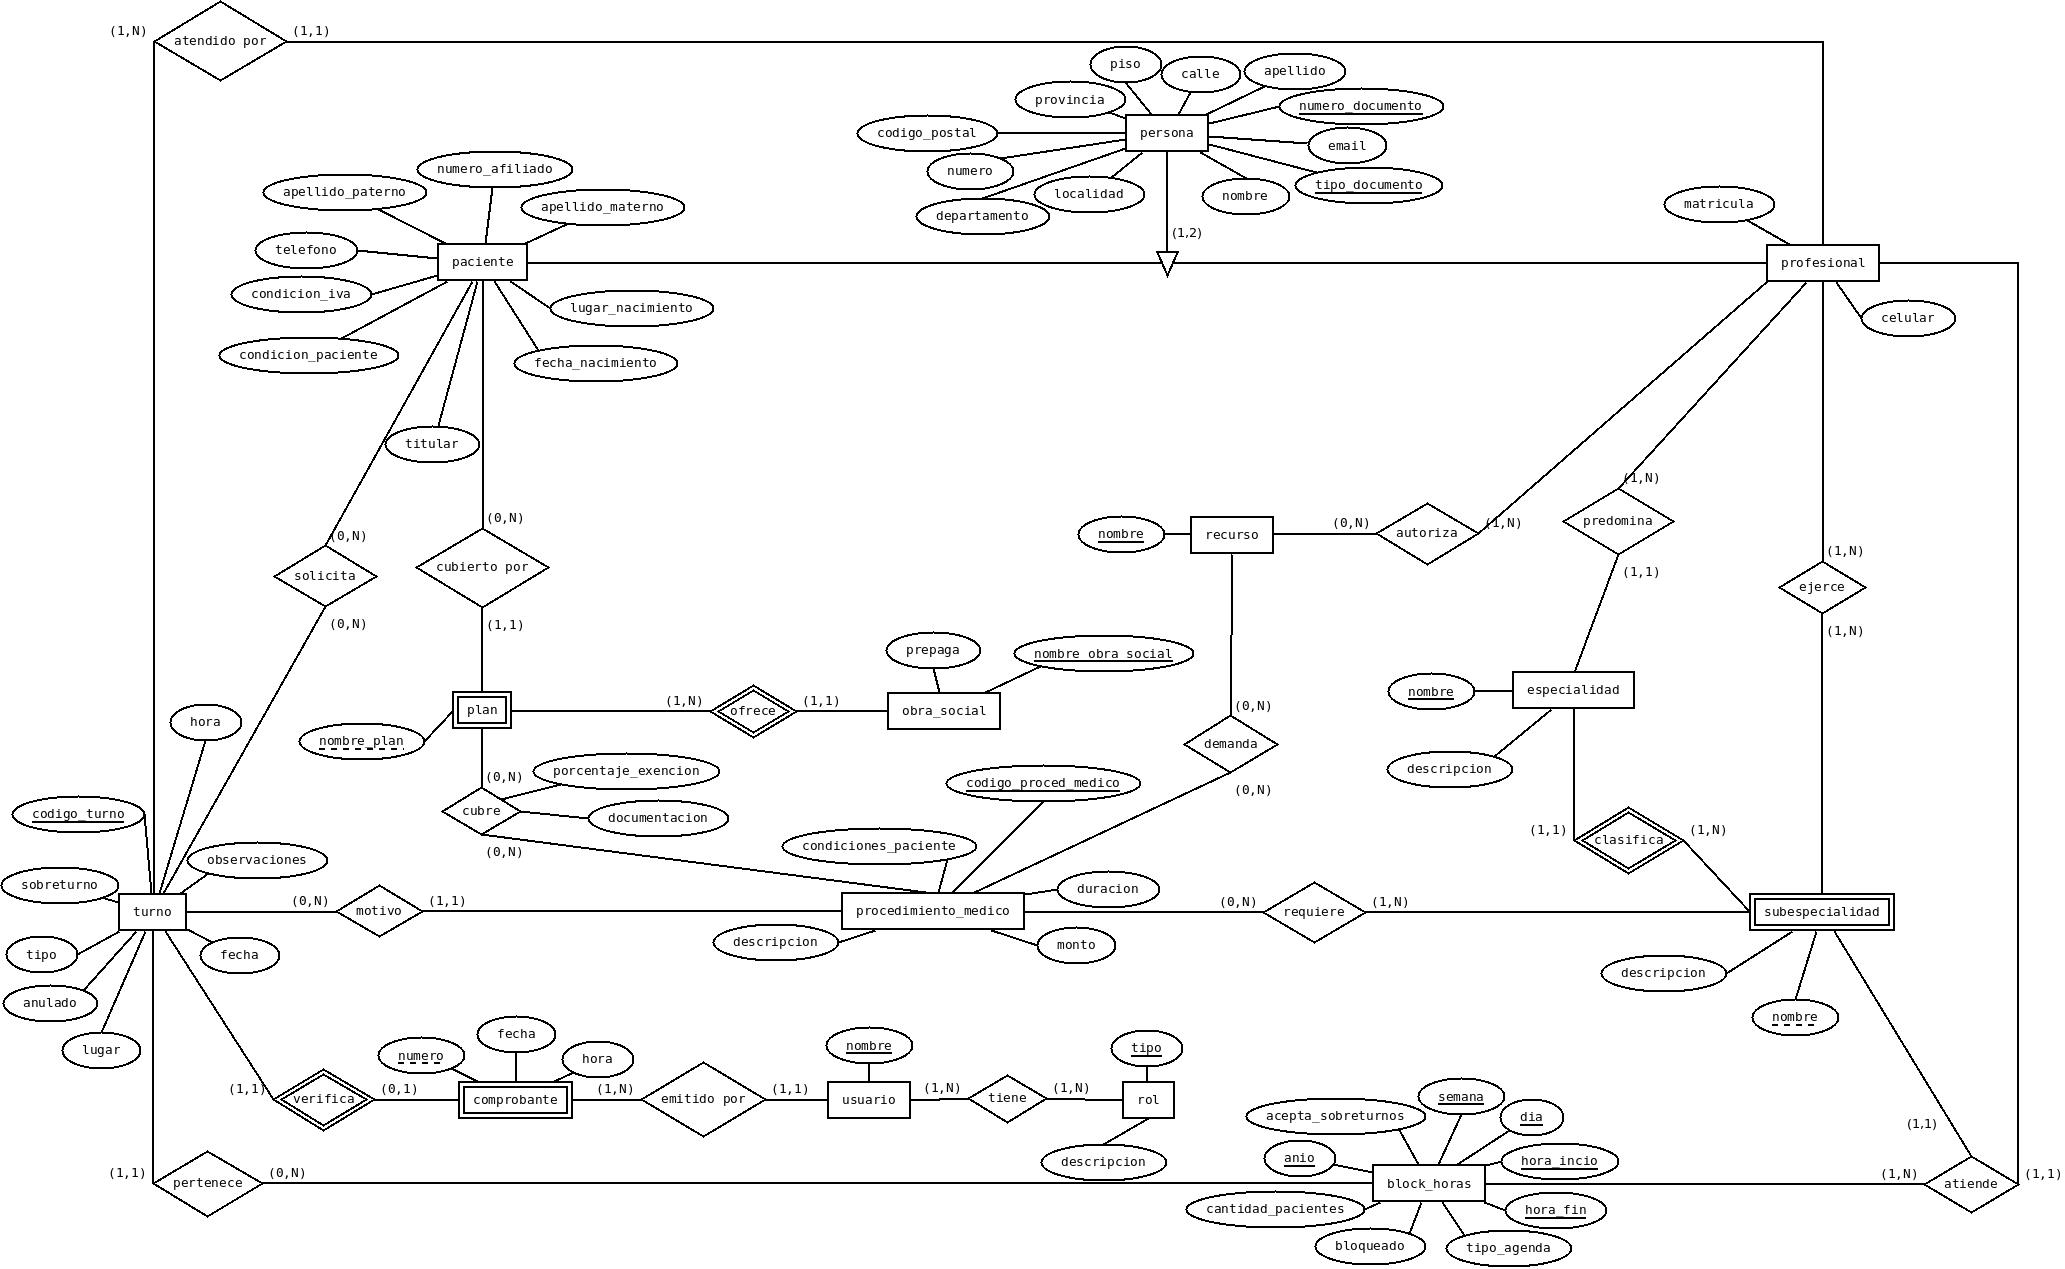 (1,N)
atendido por
(1,1)
piso
calle
apellido
provincia
numero_documento
codigo_postal
persona
email
numero
localidad
nombre
tipo_documento
departamento
(1,2)
numero_afiliado
apellido_paterno
apellido_materno
telefono
paciente
condicion_iva
lugar_nacimiento
condicion_paciente
fecha_nacimiento
titular
matricula
profesional
celular
(0,N)
solicita
(0,N)
(0,N)
cubierto por
(1,1)
nombre
recurso
(0,N)
autoriza
(1,N)
(1,N)
predomina
(1,1)
(1,N)
ejerce
(1,N)
prepaga
nombre obra social
plan
(1,N)
ofrece
(1,1)
obra_social
nombre_plan
(0,N)
demanda
(0,N)
nombre
especialidad
descripcion
hora
(0,N)
porcentaje_exencion
cubre
documentacion
(0,N)
codigo_proced_medico
condiciones_paciente
(1,1)
clasifica
(1,N)
codigo_turno
observaciones
sobreturno
turno
(0,N)
motivo
(1,1)
procedimiento_medico
duracion
(0,N)
requiere
(1,N)
subespecialidad
descripcion
monto
tipo
fecha
anulado
lugar
descripcion
nombre
numero
fecha
hora
nombre
tipo
(1,1)
verifica
(0,1)
comprobante
(1,N)
emitido por
(1,1)
usuario
(1,N)
tiene
(1,N)
rol
descripcion
(1,1)
pertenece
(0,N)
acepta_sobreturnos
semana
dia
anio
hora_incio
block_horas
cantidad_pacientes
hora_fin
bloqueado
tipo_agenda
(1,1)
(1,N)
atiende
(1,1)